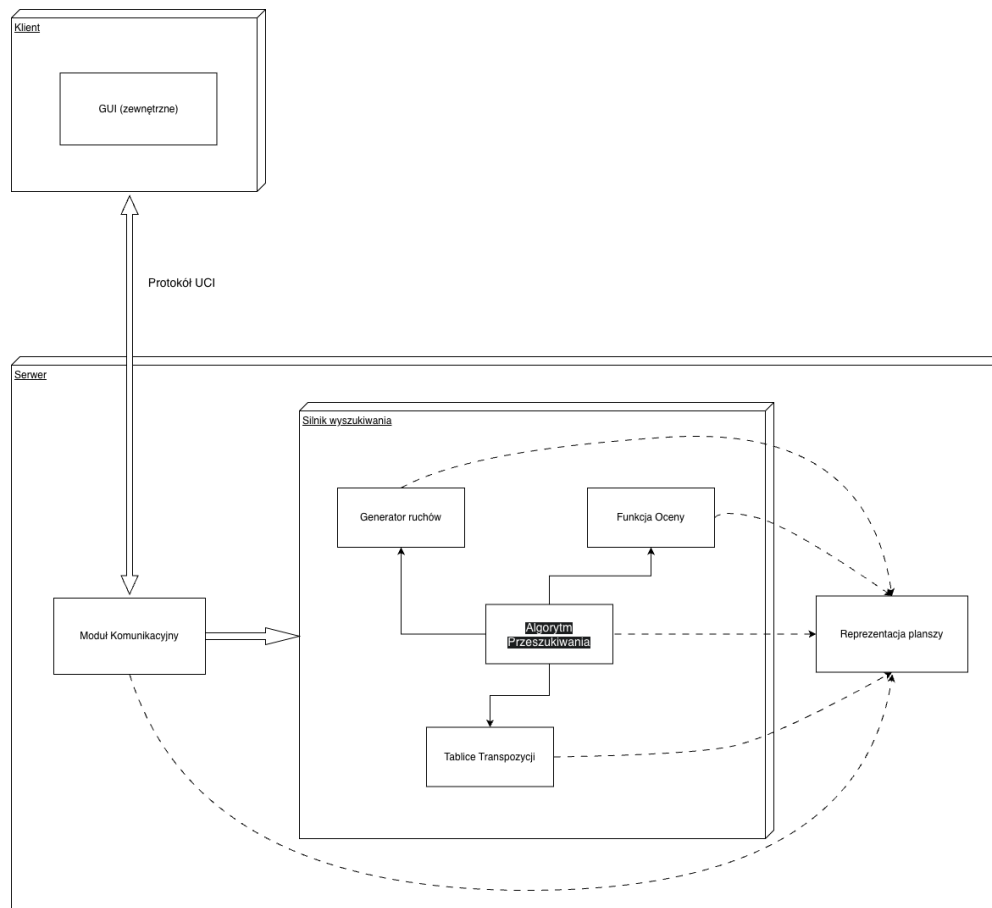 Klient
GUI (zewnętrzne)
Protokół UCI
Serwer
Silnik wyszukiwania
Generator ruchów
Funkcja Oceny
Moduł Komunikacyjny
Algorytm
Przeszukiwania
Reprezentacja planszy
Tablice Transpozycji